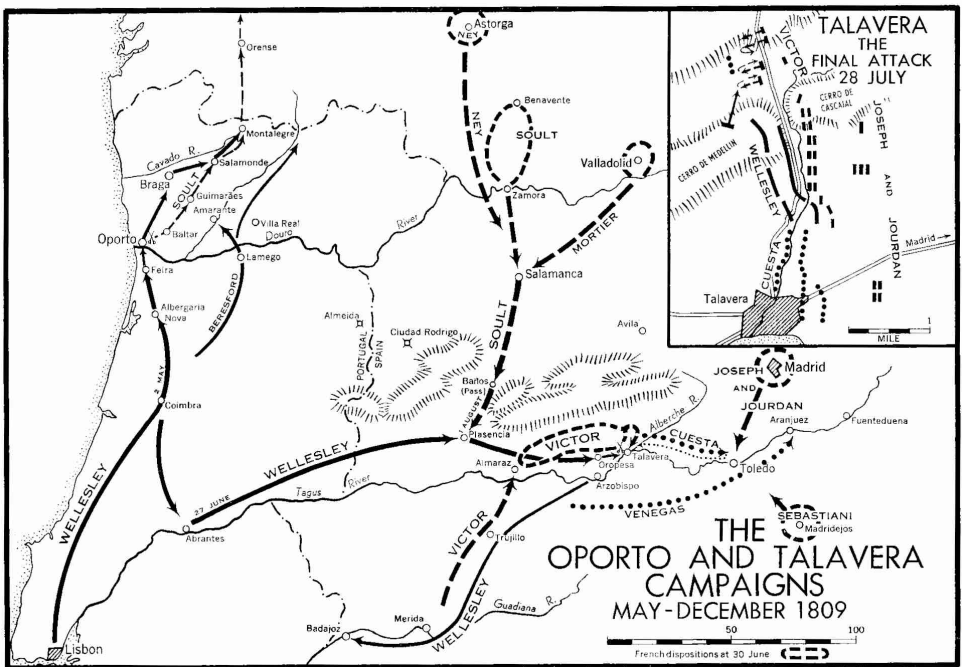 THE
OPORTO AND TALAVERA
CAMPAIGNS
MAY-DECEMBER 1809
50
100
French dispositions at 30 June
TALAVERA
THE
FINAL ATTACK
28 JULY
VICTOR
CERRO DE
CASCAJAL
JOSEPH
AND
JOURDAN
CERRO DE MEDELLIN
WELLESLEY
CUESTA
Madrid
Talavera
1
MILE
Astorga
NEY
Orense
Benavente
NEY
SOULT
Montalegre
Cavado R.
Salamonde
Valladolid
Braga
SOULT
Guimarães
Zamora
Amarante
MORTIER
Oporto
Baltar
Villa Real
Douro
River
Lamego
Feira
Salamanca
BERESFORD
Albergaria
Nova
Almeida
PORTUGAL
SPAIN
Ciudad Rodrigo
SOULT
Avila
Baños
(Pass)
AUGUST
2 MAY
Coimbra
Madrid
JOSEPH
AND
JOURDAN
Alberche R.
Aranjuez
Fuenteduena
Plasencia
VICTOR
CUESTA
WELLESLEY
Almaraz
Oropesa
Talavera
Toledo
Arzobispo
27 JUNE
Tagus
River
VENEGAS
WELLESLEY
Abrantes
VICTOR
Trujillo
SEBASTIANI
Madridejos
WELLESLEY
Guadiana
R.
Merida
Badajoz
Lisbon